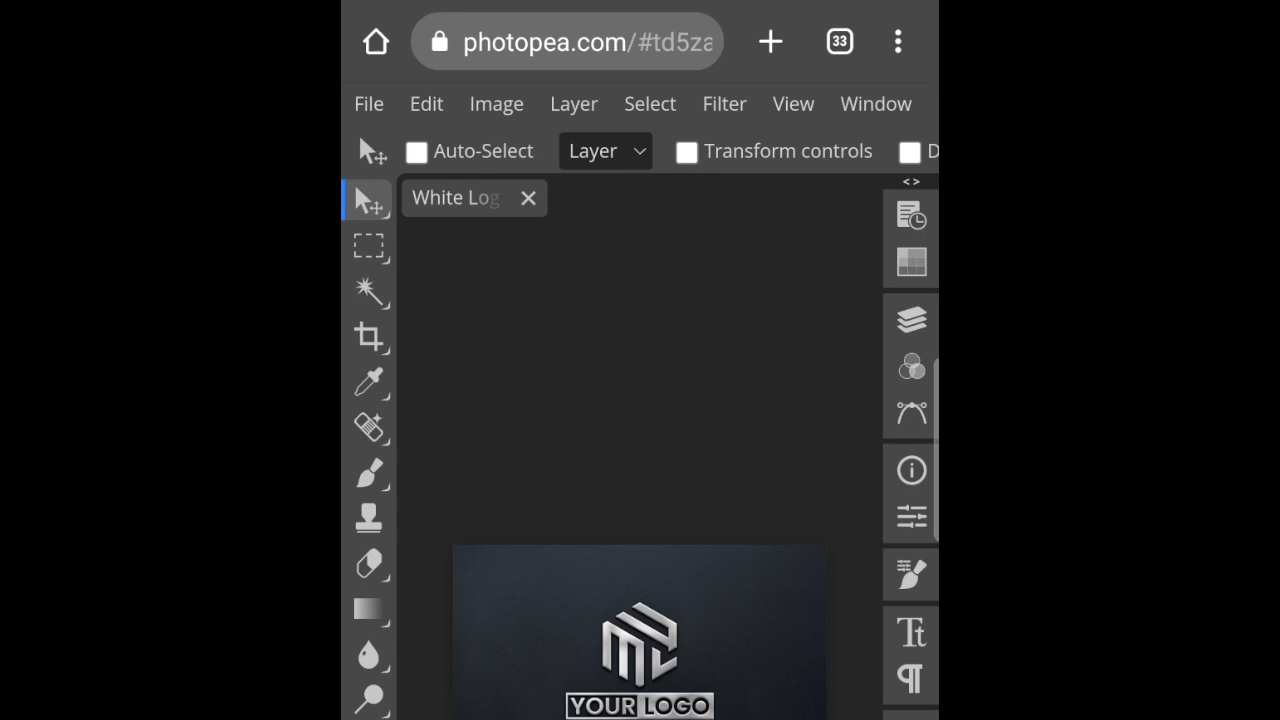 photopea.com/#td5za
33
File Edit Image Layer Select Filter View Window
Auto-Select Layer Transform controls D
White Log
YOUR LOGO